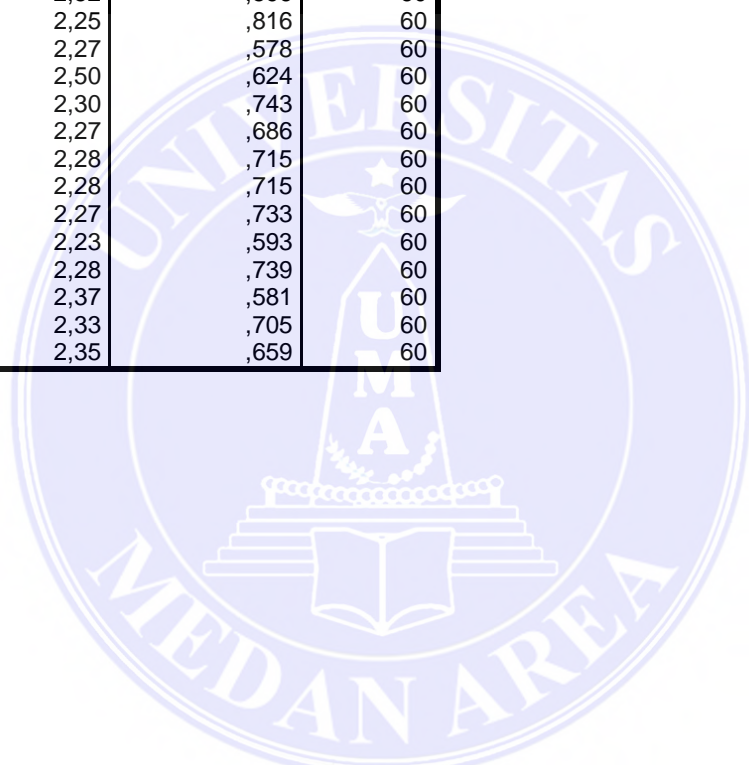 2,25 ,816 60
2,27 ,578 60
2,50 ,624 60
2,30 ,743 60
2,27 ,686 60
2,28 ,715 60
2,28 ,715 60
2,27 ,733 60
2,23 ,593 60
2,28 ,739 60
2,37 ,581 60
2,33 ,705 60
2,35 ,659 60
UNIVERSITAS
UMA
MEDAN AREA